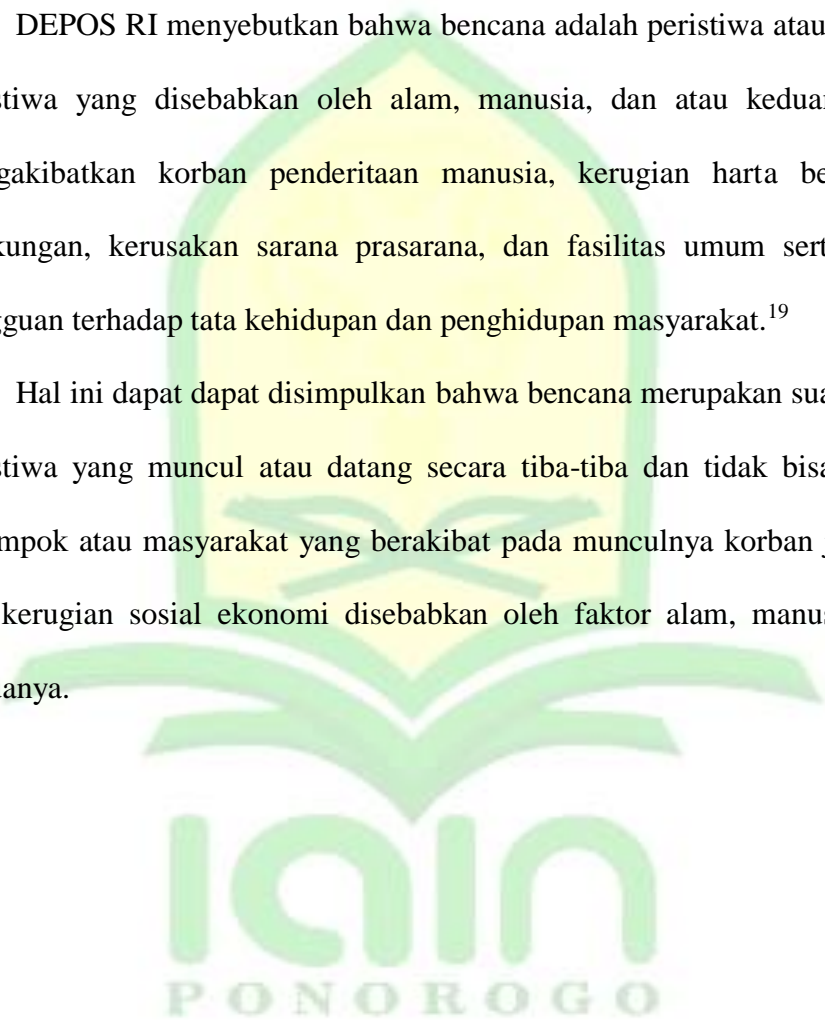 DEPOS RI menyebutkan bahwa bencana adalah peristiwa atau
stiwa yang disebabkan oleh alam, manusia, dan atau keduar
gakibatkan korban penderitaan manusia, kerugian harta be
kungan, kerusakan sarana prasarana, dan fasilitas umum sert
gguan terhadap tata kehidupan dan penghidupan masyarakat.19
Hal ini dapat dapat disimpulkan bahwa bencana merupakan sua
stiwa yang muncul atau datang secara tiba-tiba dan tidak bisa
mpok atau masyarakat yang berakibat pada munculnya korban
kerugian sosial ekonomi disebabkan oleh faktor alam, manus
uanya.
iain
PONOROGO